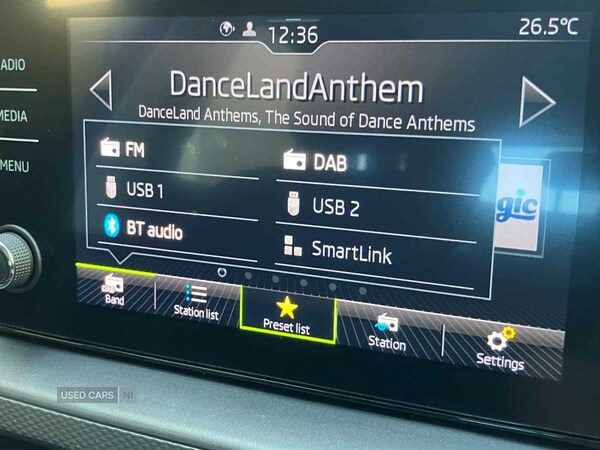 12:36
26.5°C
ADIO
MEDIA
MENU
DanceLandAnthem
DanceLand Anthems, The Sound of Dance Anthems
FM
DAB
USB 1
USB 2
BT audio
SmartLink
gic
DAB
Band
Station list
Preset list
Station
Settings
USED CARS NI